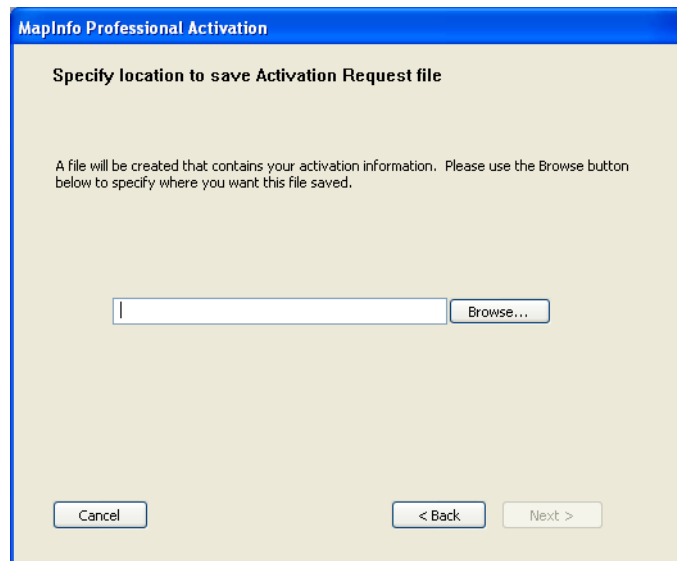 MapInfo Professional Activation
Specify location to save Activation Request file
A file will be created that contains your activation information. Please use the Browse button
below to specify where you want this file saved.
Browse...
Cancel
< Back
Next >